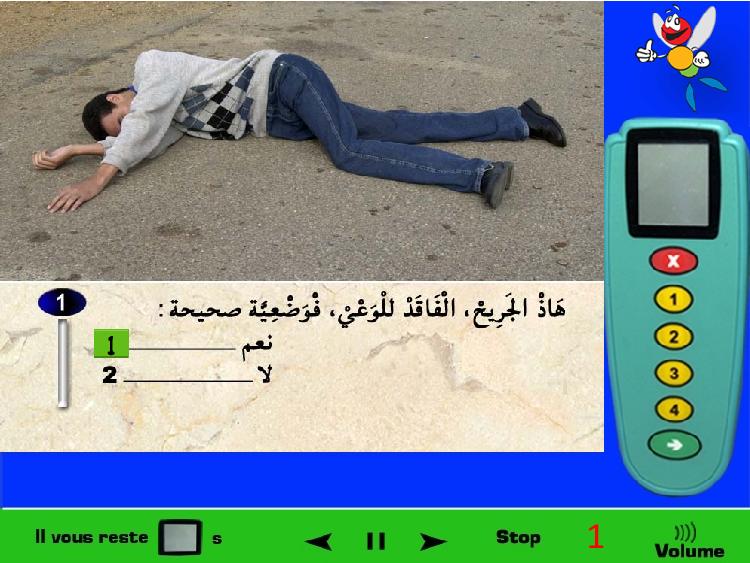 1
هَاذْ الجَرِيحْ، الْفَاقَدْ للْوَعْيْ، فْوَضْعِيَّة صحيحة :
نعم 1
لا 2
X
1
2
3
4
Il vous reste s
Stop
1
Volume